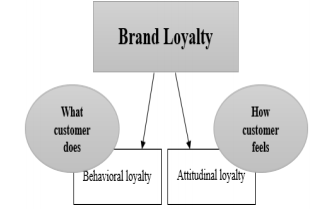 Brand Loyalty
What
customer
does
How
customer
feels
Behavioral loyalty
Attitudinal loyalty